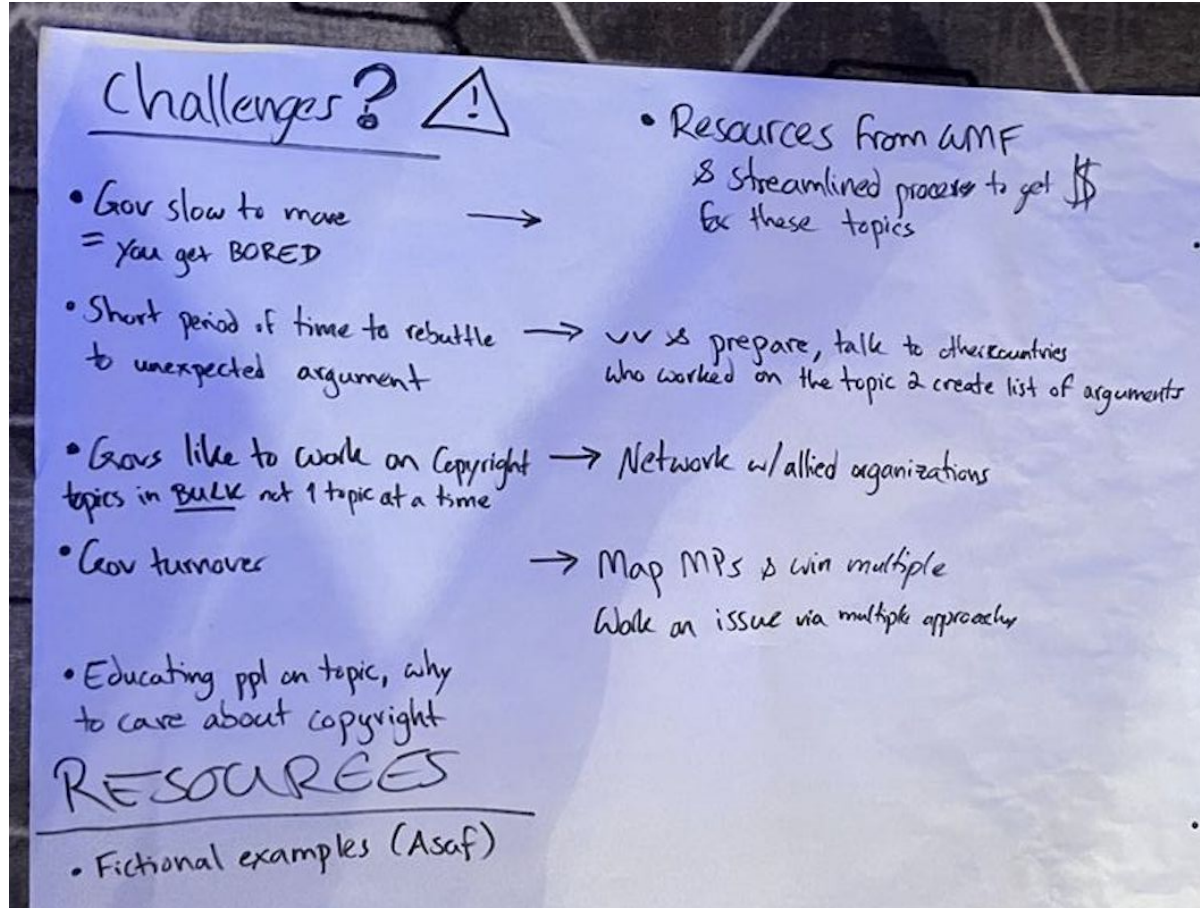 Challenges?
• Gov slow to move →
= you get BORED
• Resources from WMF
& streamlined process to get $
for these topics
• Short period of time to rebuttle →
to unexpected argument
& prepare, talk to other countries
who worked on the topic 2 create list of arguments
• Govs like to work on Copyright →
topics in BULK not 1 topic at a time
Network w/ allied organizations
• Gov turnover →
Map MPs & win multiple
Work on issue via multiple approaches
• Educating ppl on topic, why
to care about copyright
RESOURCES
• Fictional examples (Asaf)